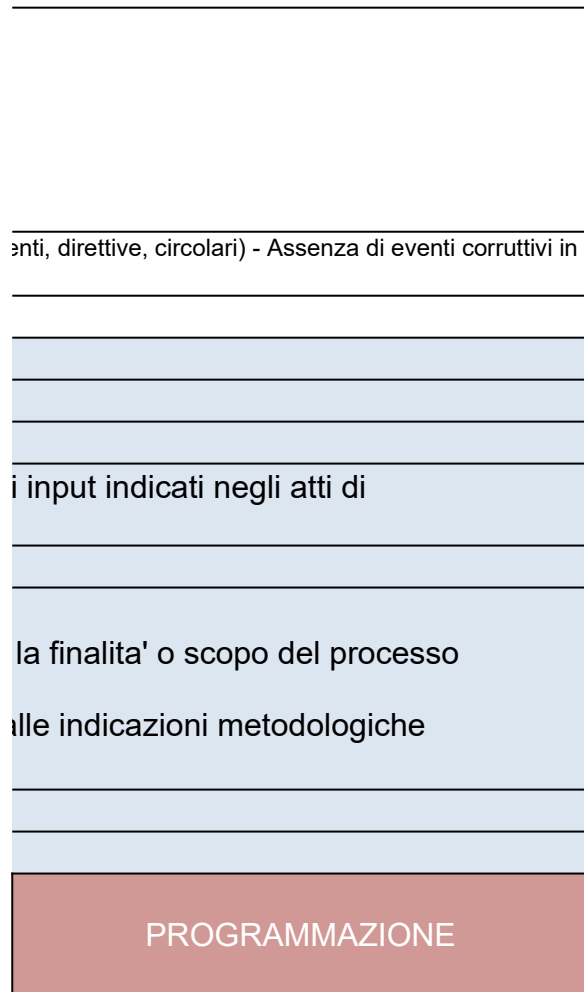 enti, direttive, circolari) - Assenza di eventi corruttivi in
i input indicati negli atti di
la finalita' o scopo del processo
alle indicazioni metodologiche
PROGRAMMAZIONE